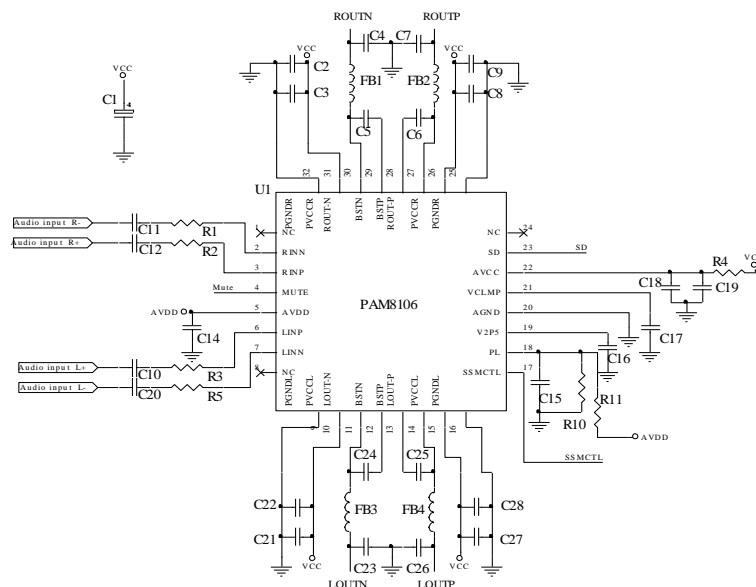 ROUTN ROUTP
C4 C7
VCC VCC
C2 C9
FB1 FB2
VCC
C3 C8
C1
C5 C6
32 31 30 29 28 27 26 25
U1
PGNDR PVCCR ROUT-N BSTN BSTP ROUT-P PVCCR PGNDR
Audio input R- C11 R1 1 NC NC 24
Audio input R+ C12 R2 2 RINN SD 23 SD
3 RINP AVCC 22 R4 VC
C18 C19
Mute 4 MUTE VCLMP 21
PAM8106
AVDD 5 AVDD AGND 20
C14 C17
6 LINP V2P5 19
C16
7 LINN PL 18
Audio input L+ C10 R3 8 NC SSMCTL 17
Audio input L- C20 R5
C15 R10 R11
PGNDL PVCCL LOUT-N BSTN BSTP LOUT-P PVCCL PGNDL
9 10 11 12 13 14 15 16
AVDD
C24 C25
SSMCTL
C22 FB3 FB4 C28
C21 C27
VCC C23 C26 VCC
LOUTN LOUTP